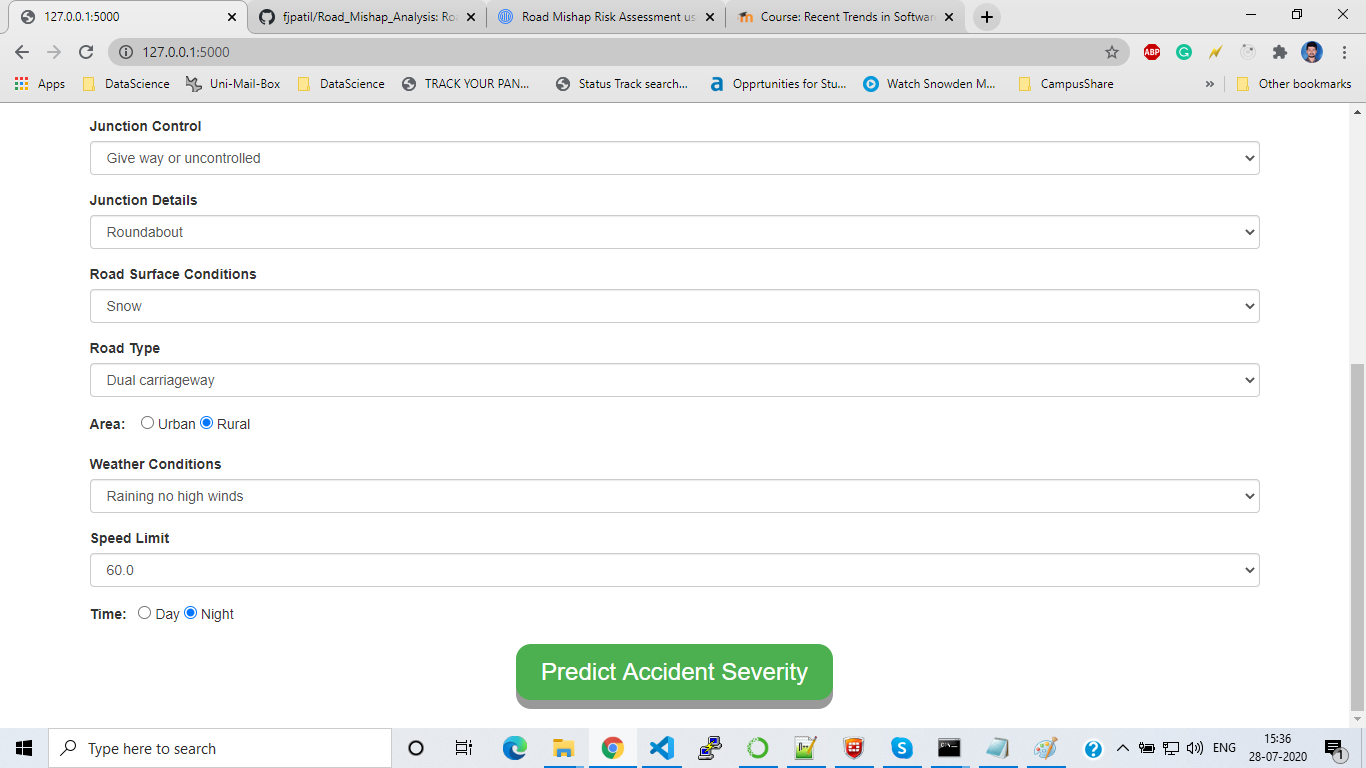 127.0.0.1:5000
fjpatil/Road_Mishap_Analysis: Ro
Road Mishap Risk Assessment us
Course: Recent Trends in Softwar
127.0.0.1:5000
ABP
Apps
DataScience
Uni-Mail-Box
DataScience
TRACK YOUR PAN...
Status Track search...
Opprtunities for Stu...
Watch Snowden M...
CampusShare
Other bookmarks
Junction Control
Give way or uncontrolled
Junction Details
Roundabout
Road Surface Conditions
Snow
Road Type
Dual carriageway
Area: Urban Rural
Weather Conditions
Raining no high winds
Speed Limit
60.0
Time: Day Night
Predict Accident Severity
Type here to search
ENG
15:36
28-07-2020
1